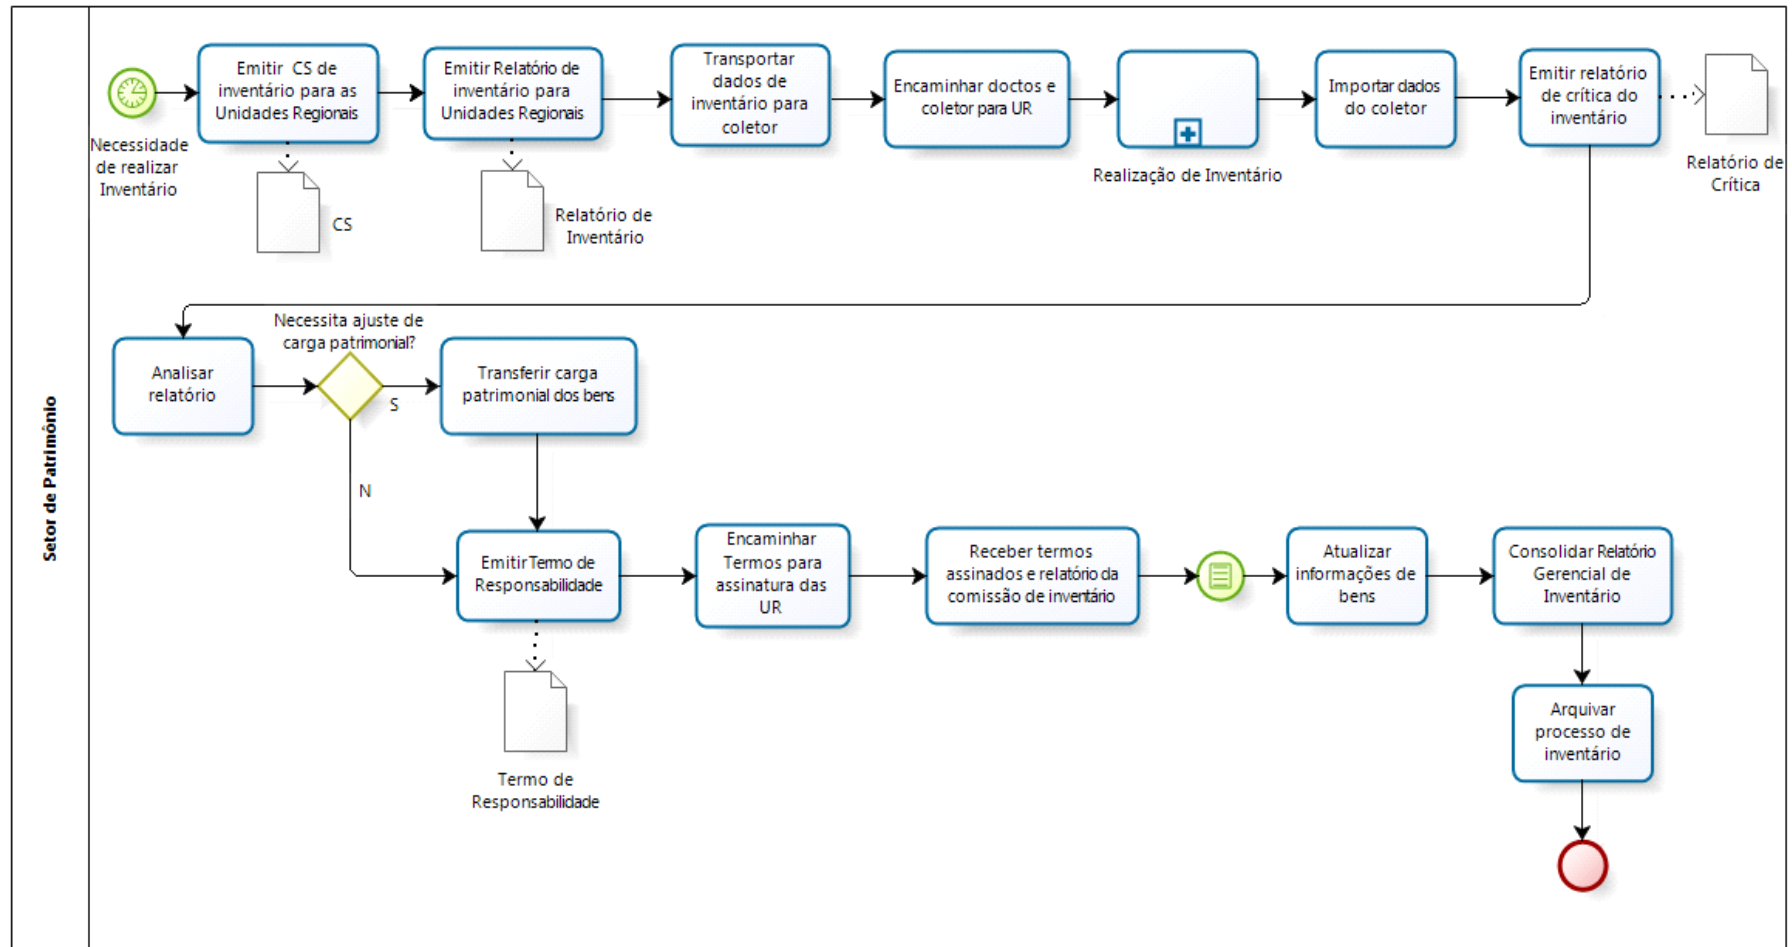 Setor de Patrimônio
Necessidade
de realizar
Inventário
Emitir CS de
inventário para as
Unidades Regionais
CS
Emitir Relatório de
inventário para
Unidades Regionais
Relatório de
Inventário
Transportar
dados de
inventário para
coletor
Encaminhar doctos e
coletor para UR
Realização de Inventário
Importar dados
do coletor
Emitir relatório
de crítica do
inventário
Relatório de
Crítica
Analisar
relatório
Necessita ajuste de
carga patrimonial?
S
N
Transferir carga
patrimonial dos bens
Emitir Termo de
Responsabilidade
Termo de
Responsabilidade
Encaminhar
Termos para
assinatura das
UR
Receber termos
assinados e relatório da
comissão de inventário
Atualizar
informações de
bens
Consolidar Relatório
Gerencial de
Inventário
Arquivar
processo de
inventário